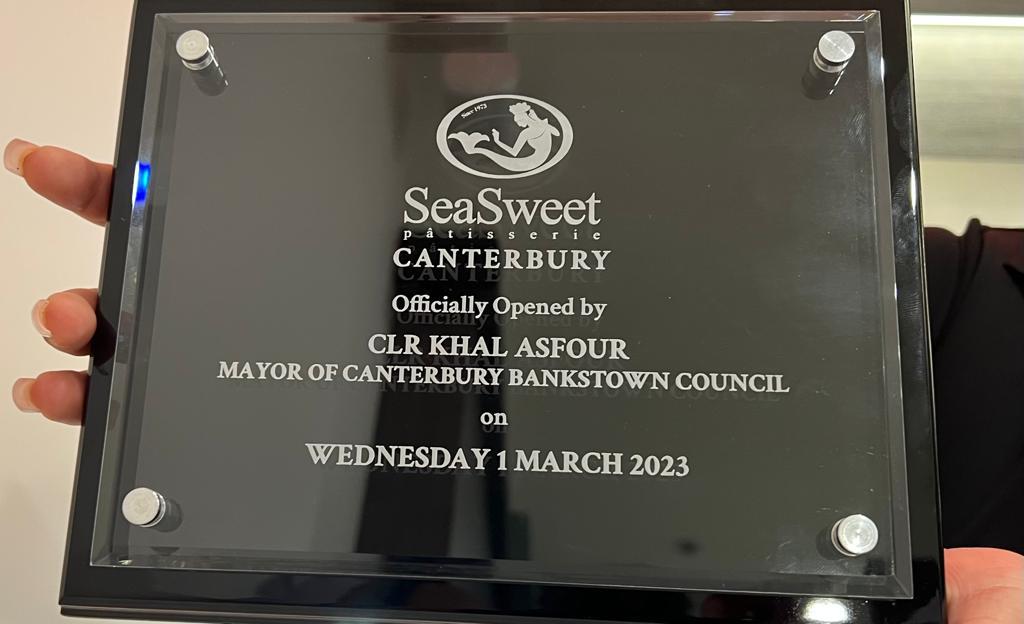 Since 1973
SeaSweet
pâtisserie
CANTERBURY
Officially Opened by
CLR KHAL ASFOUR
MAYOR OF CANTERBURY BANKSTOWN COUNCIL
on
WEDNESDAY 1 MARCH 2023